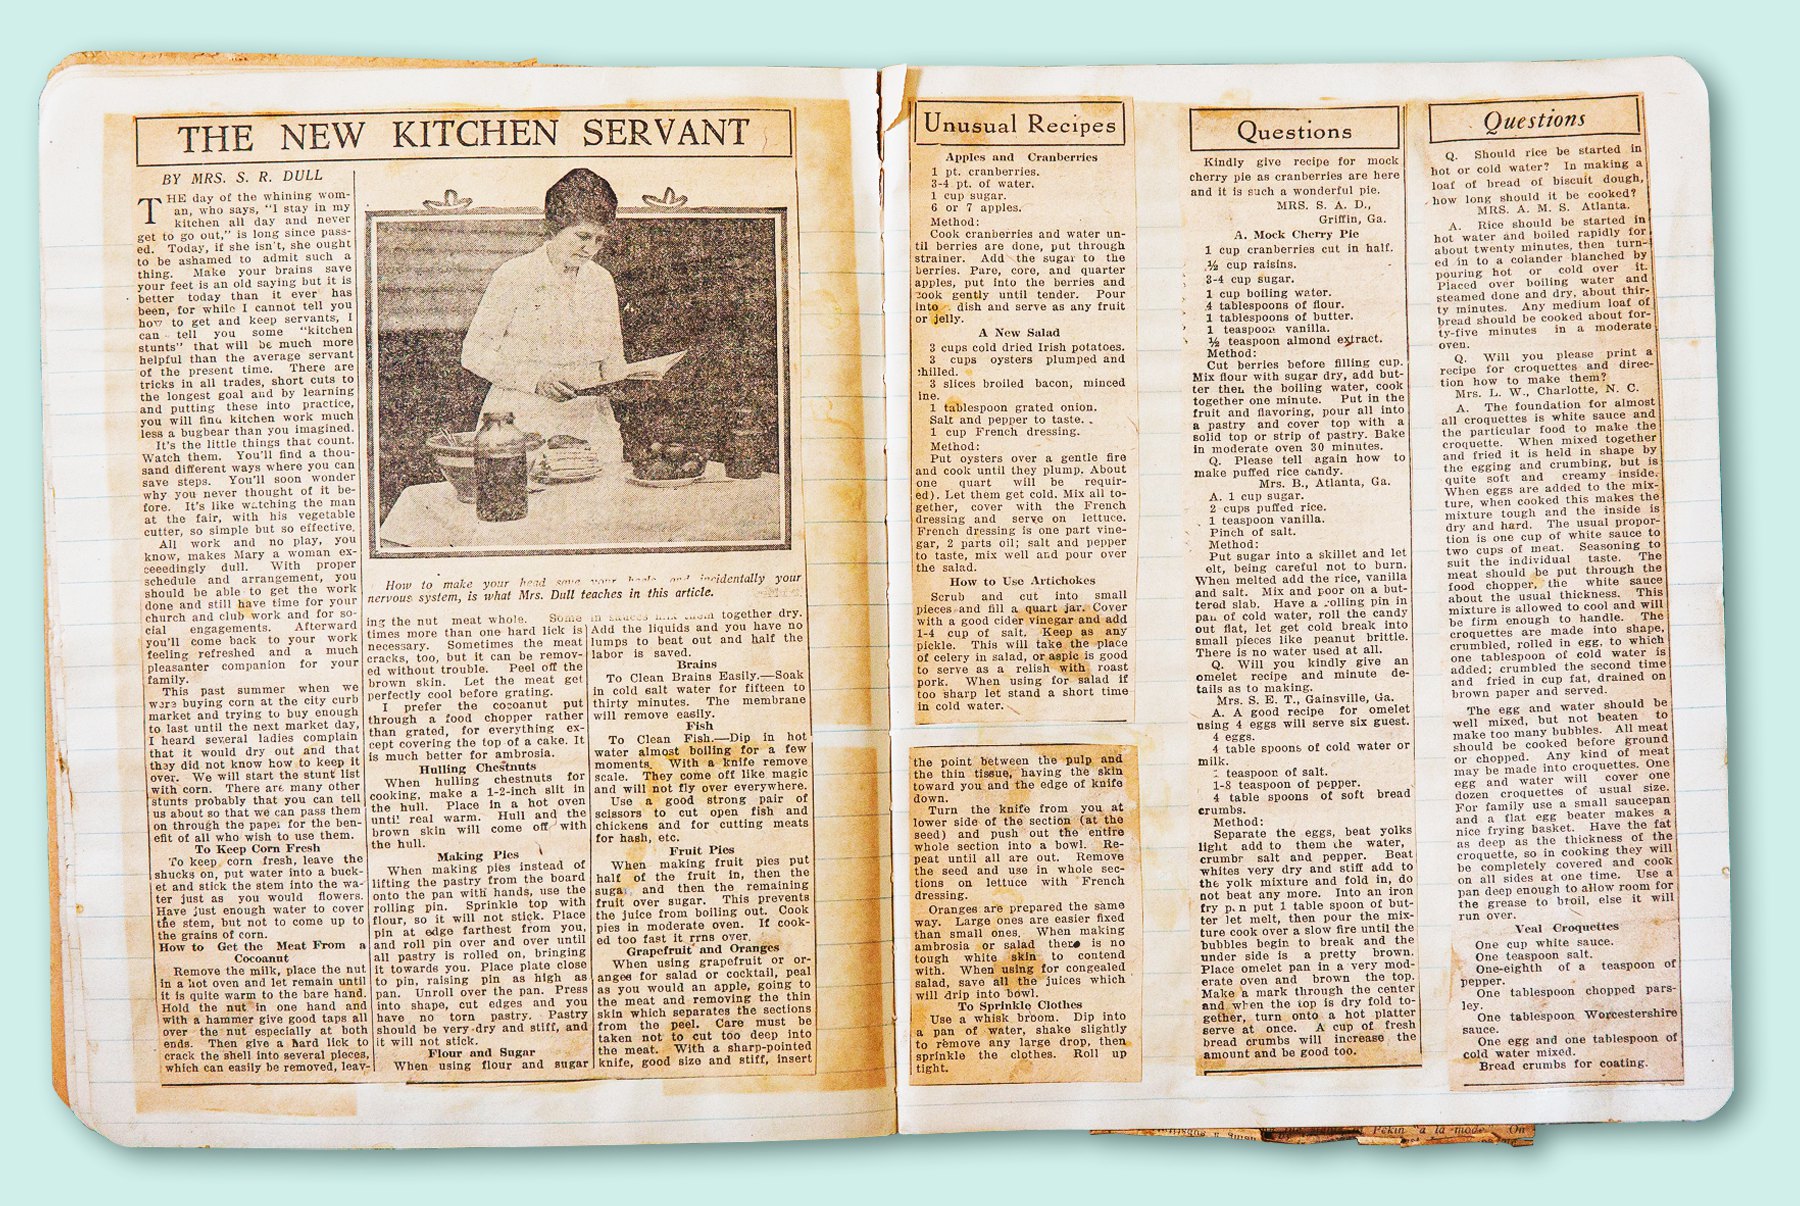 THE NEW KITCHEN SERVANT
BY MRS. S. R. DULL
THE day of the whining wom-
an, who says, "I stay in my
kitchen all day and never
get to go out," is long since pass-
ed. Today, if she isn't, she ought
to be ashamed to admit such a
thing. Make your brains save
your feet is an old saying but it is
better today than it ever has
been, for while I cannot tell you
how to get and keep servants, I
can tell you some "kitchen
stunts" that will be much more
helpful than the average servant
of the present time. There are
tricks in all trades, short cuts to
the longest goal and by learning
and putting these into practice,
you will find kitchen work much
less a bugbear than you imagined.
It's the little things that count.
Watch them. You'll find a thou-
sand different ways where you can
save steps. You'll soon wonder
why you never thought of it be-
fore. It's like watching the man
at the fair, with his vegetable
cutter, so simple but so effective.
All work and no play, you
know, makes Mary a woman ex-
ceeedingly dull. With proper
schedule and arrangement, you
should be able to get the work
done and still have time for your
church and club work and for so-
cial engagements. Afterward
you'll come back to your work
feeling refreshed and a much
pleasanter companion for your
family.
This past summer when we
were buying corn at the city curb
market and trying to buy enough
to last until the next market day,
I heard several ladies complain
that it would dry out and that
they did not know how to keep it
over. We will start the stunt list
with corn. There are many other
stunts probably that you can tell
us about so that we can pass them
on through the paper for the ben-
efit of all who wish to use them.
To Keep Corn Fresh
To keep corn fresh, leave the
shucks on, put water into a buck-
et and stick the stem into the wa-
ter just as you would flowers.
Have just enough water to cover
the stem, but not to come up to
the grains of corn.
How to Get the Meat From a
Cocoanut
Remove the milk, place the nut
in a hot oven and let remain until
it is quite warm to the bare hand.
Hold the nut in one hand and
with a hammer give good taps all
over the nut especially at both
ends. Then give a hard lick to
crack the shell into several pieces,
which can easily be removed, leav-
How to make your head save your heels, and incidentally your
nervous system, is what Mrs. Dull teaches in this article.
ing the nut meat whole. Some
times more than one hard lick is
necessary. Sometimes the meat
cracks, too, but it can be remov-
ed without trouble. Peel off the
brown skin. Let the meat get
perfectly cool before grating.
I prefer the cocoanut put
through a food chopper rather
than grated, for everything ex-
cept covering the top of a cake. It
is much better for ambrosia.
Hulling Chestnuts
When hulling chestnuts for
cooking, make a 1-2-inch slit in
the hull. Place in a hot oven
until real warm. Hull and the
brown skin will come off with
the hull.
Making Pies
When making pies instead of
lifting the pastry from the board
onto the pan with hands, use the
rolling pin. Sprinkle top with
flour, so it will not stick. Place
pin at edge farthest from you,
and roll pin over and over until
all pastry is rolled on, bringing
it towards you. Place plate close
to pin, raising pin as high as
pan. Unroll over the pan. Press
into shape, cut edges and you
have no torn pastry. Pastry
should be very dry and stiff, and
it will not stick.
Flour and Sugar
When using flour and sugar
in sauces mix them together dry.
Add the liquids and you have no
lumps to beat out and half the
labor is saved.
Brains
To Clean Brains Easily.—Soak
in cold salt water for fifteen to
thirty minutes. The membrane
will remove easily.
Fish
To Clean Fish.—Dip in hot
water almost boiling for a few
moments. With a knife remove
scale. They come off like magic
and will not fly over everywhere.
Use a good strong pair of
scissors to cut open fish and
chickens and for cutting meats
for hash, etc.
Fruit Pies
When making fruit pies put
half of the fruit in, then the
sugar, and then the remaining
fruit over sugar. This prevents
the juice from boiling out. Cook
pies in moderate oven. If cook-
ed too fast it rrns over.
Grapefruit and Oranges
When using grapefruit or or-
anges for salad or cocktail, peel
as you would an apple, going to
the meat and removing the thin
skin which separates the sections
from the peel. Care must be
taken not to cut too deep into
the meat. With a sharp-pointed
knife, good size and stiff, insert
Unusual Recipes
Apples and Cranberries
1 pt. cranberries.
3-4 pt. of water.
1 cup sugar.
6 or 7 apples.
Method:
Cook cranberries and water un-
til berries are done, put through
strainer. Add the sugar to the
berries. Pare, core, and quarter
apples, put into the berries and
cook gently until tender. Pour
into dish and serve as any fruit
or jelly.
A New Salad
3 cups cold dried Irish potatoes.
3 cups oysters plumped and
chilled.
3 slices broiled bacon, minced
ine.
1 tablespoon grated onion.
Salt and pepper to taste.
1 cup French dressing.
Method:
Put oysters over a gentle fire
and cook until they plump. About
one quart will be requir-
ed). Let them get cold. Mix all to-
gether, cover with the French
dressing and serve on lettuce.
French dressing is one part vine-
gar, 2 parts oil; salt and pepper
to taste, mix well and pour over
the salad.
How to Use Artichokes
Scrub and cut into small
pieces and fill a quart jar. Cover
with a good cider vinegar and add
1-4 cup of salt. Keep as any
pickle. This will take the place
of celery in salad, or aspic is good
to serve as a relish with roast
pork. When using for salad if
too sharp let stand a short time
in cold water.
the point between the pulp and
the thin tissue, having the skin
toward you and the edge of knife
down.
Turn the knife from you at
lower side of the section (at the
seed) and push out the entire
whole section into a bowl. Re-
peat until all are out. Remove
the seed and use in whole sec-
tions on lettuce with French
dressing.
Oranges are prepared the same
way. Large ones are easier fixed
than small ones. When making
ambrosia or salad there is no
tough white skin to contend
with. When using for congealed
salad, save all the juices which
will drip into bowl.
To Sprinkle Clothes
Use a whisk broom. Dip into
a pan of water, shake slightly
to remove any large drop, then
sprinkle the clothes. Roll up
tight.
Questions
Kindly give recipe for mock
cherry pie as cranberries are here
and it is such a wonderful pie.
MRS. S. A. D.,
Griffin, Ga.
A. Mock Cherry Pie
1 cup cranberries cut in half.
½ cup raisins.
3-4 cup sugar.
1 cup boiling water.
4 tablespoons of flour.
1 tablespoons of butter.
1 teaspoon vanilla.
½ teaspoon almond extract.
Method:
Cut berries before filling cup.
Mix flour with sugar dry, add but-
ter then the boiling water, cook
together one minute. Put in the
fruit and flavoring, pour all into
a pastry and cover top with a
solid top or strip of pastry. Bake
in moderate oven 30 minutes.
Q. Please tell again how to
make puffed rice candy.
Mrs. B., Atlanta, Ga.
A. 1 cup sugar.
2 cups puffed rice.
1 teaspoon vanilla.
Pinch of salt.
Method:
Put sugar into a skillet and let
elt, being careful not to burn.
When melted add the rice, vanilla
and salt. Mix and poor on a but-
tered slab. Have a rolling pin in
pan of cold water, roll the candy
out flat, let get cold break into
small pieces like peanut brittle.
There is no water used at all.
Q. Will you kindly give an
omelet recipe and minute de-
tails as to making.
Mrs. S. E. T., Gainsville, Ga.
A. A good recipe for omelet
using 4 eggs will serve six guest.
4 eggs.
4 table spoons of cold water or
milk.
teaspoon of salt.
1-8 teaspoon of pepper.
4 table spoons of soft bread
crumbs.
Method:
Separate the eggs, beat yolks
light add to them the water,
crumbr salt and pepper. Beat
whites very dry and stiff add to
the yolk mixture and fold in, do
not beat any more. Into an iron
fry p n put 1 table spoon of but-
ter let melt, then pour the mix-
ture cook over a slow fire until the
bubbles begin to break and the
under side is a pretty brown.
Place omelet pan in a very mod-
erate oven and brown the top.
Make a mark through the center
and when the top is dry fold to-
gether, turn onto a hot platter
serve at once. A cup of fresh
bread crumbs will increase the
amount and be good too.
Questions
Q. Should rice be started in
hot or cold water? In making a
loaf of bread of biscuit dough,
how long should it be cooked?
MRS. A. M. S. Atlanta.
A. Rice should be started in
hot water and boiled rapidly for
about twenty minutes, then turn-
ed in to a colander blanched by
pouring hot or cold over it.
Placed over boiling water and
steamed done and dry, about thir-
ty minutes. Any medium loaf of
bread should be cooked about for-
ty-five minutes in a moderate
oven.
Q. Will you please print a
recipe for croquettes and direc-
tion how to make them?
Mrs. L. W., Charlotte, N. C.
A. The foundation for almost
all croquettes is white sauce and
the particular food to make the
croquette. When mixed together
and fried it is held in shape by
the egging and crumbing, but is
quite soft and creamy inside.
When eggs are added to the mix-
ture, when cooked this makes the
mixture tough and the inside is
dry and hard. The usual propor-
tion is one cup of white sauce to
two cups of meat. Seasoning to
suit the individual taste. The
meat should be put through the
food chopper, the white sauce
about the usual thickness. This
mixture is allowed to cool and will
be firm enough to handle. The
croquettes are made into shape,
crumbled, rolled in egg, to which
one tablespoon of cold water is
added; crumbled the second time
and fried in cup fat, drained on
brown paper and served.
The egg and water should be
well mixed, but not beaten to
make too many bubbles. All meat
should be cooked before ground
or chopped. Any kind of meat
may be made into croquettes. One
egg and water will cover one
dozen croquettes of usual size.
For family use a small saucepan
and a flat egg beater makes a
nice frying basket. Have the fat
as deep as the thickness of the
croquette, so in cooking they will
be completely covered and cook
on all sides at one time. Use a
pan deep enough to allow room for
the grease to broil, else it will
run over.
Veal Croquettes
One cup white sauce.
One teaspoon salt.
One-eighth of a teaspoon of
pepper.
One tablespoon chopped pars-
ley.
One tablespoon Worcestershire
sauce.
One egg and one tablespoon of
cold water mixed.
Bread crumbs for coating.
Pekin "a la mode" On